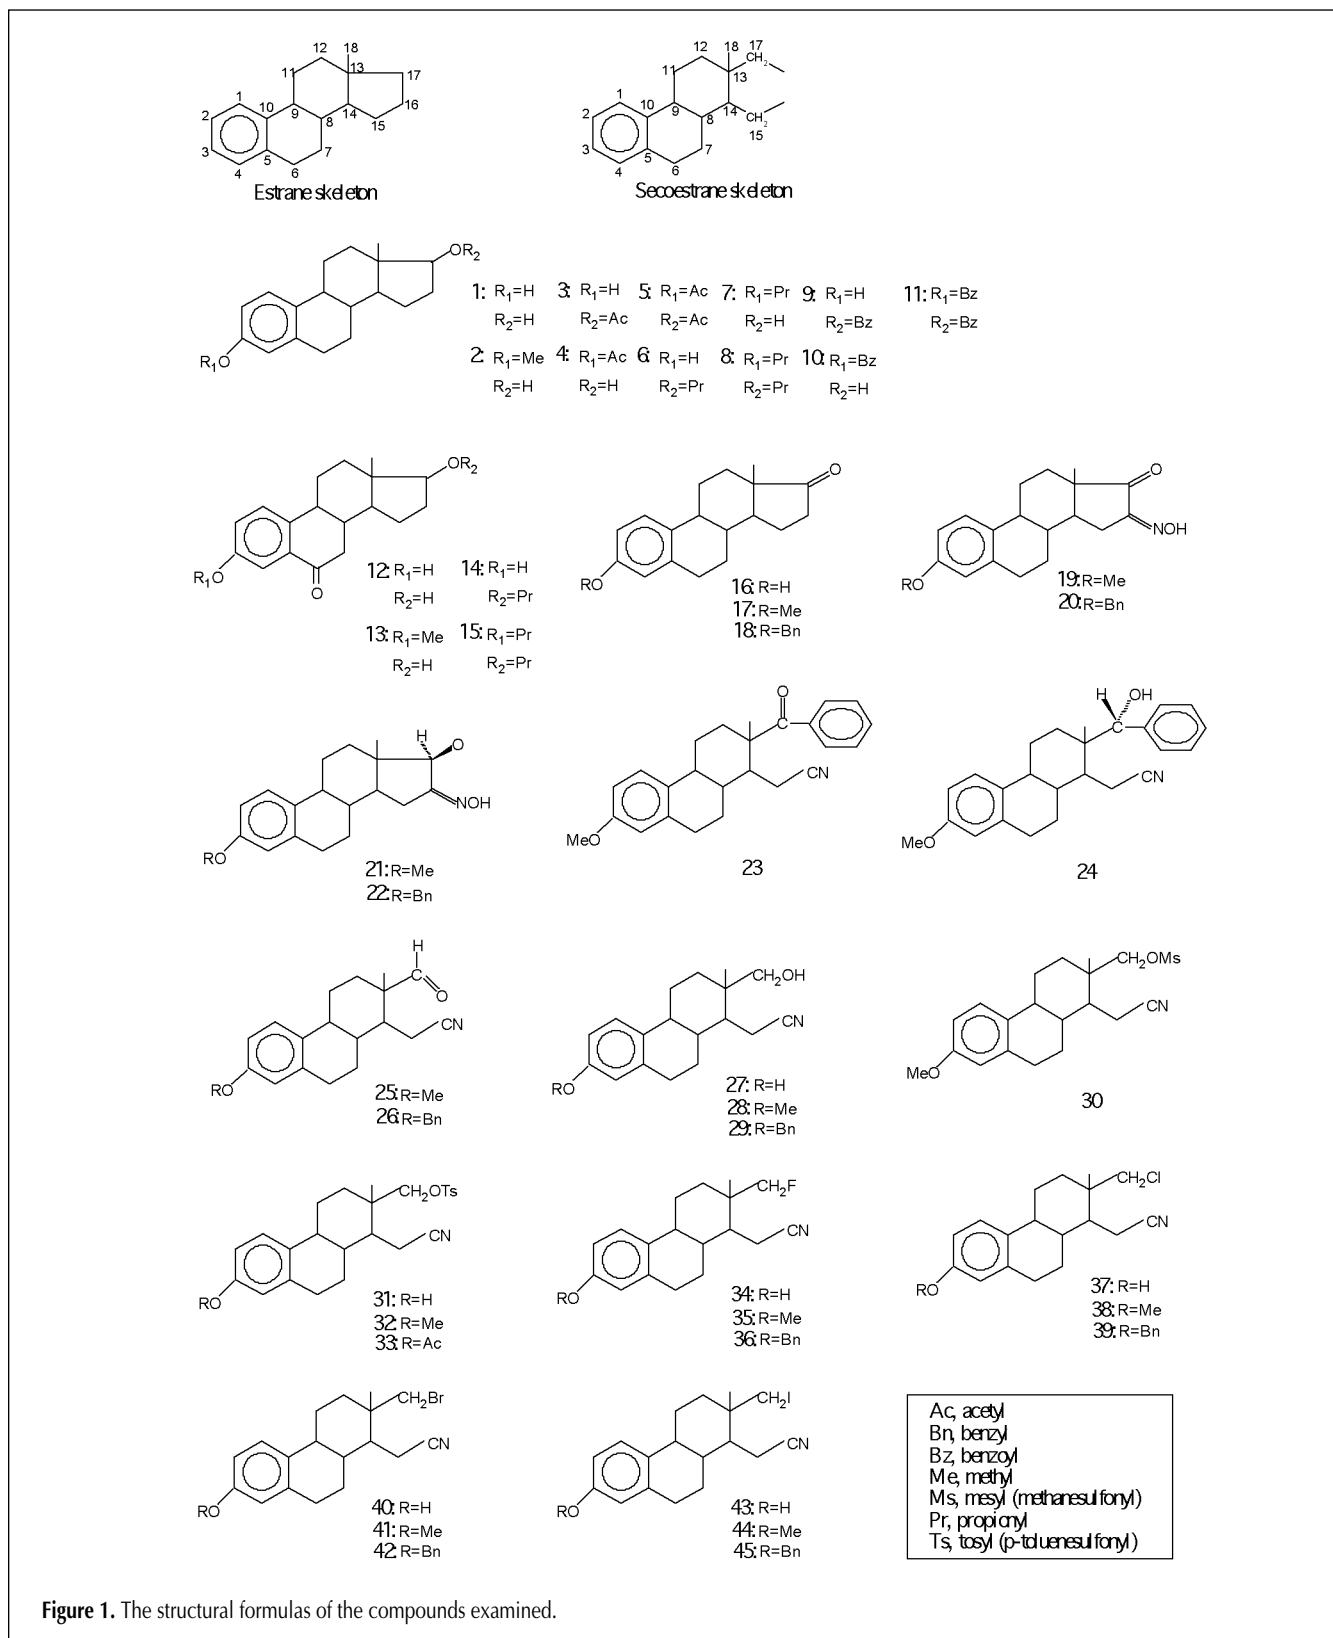 12
18
11
13
17
1
10
9
14
16
2
8
15
3
5
7
4
6
Estrane skeleton
17
12
18
CH2
11
13
1
10
9
14
2
8
CH2
15
3
5
7
4
6
Secoestrane skeleton
OR2
R1O
1: R1=H 3: R1=H 5: R1=Ac 7: R1=Pr 9: R1=H 11: R1=Bz
R2=H R2=Ac R2=Ac R2=H R2=Bz R2=Bz
2: R1=Me 4: R1=Ac 6: R1=H 8: R1=Pr 10: R1=Bz
R2=H R2=H R2=Pr R2=Pr R2=H
OR2
R1O
O
12: R1=H 14: R1=H
R2=H R2=Pr
13: R1=Me 15: R1=Pr
R2=H R2=Pr
O
RO
16: R=H
17: R=Me
18: R=Bn
O
NOH
RO
19: R=Me
20: R=Bn
H
O
NOH
RO
21: R=Me
22: R=Bn
O
C
CN
MeO
23
H OH
C
CN
MeO
24
H
C
O
CN
RO
25: R=Me
26: R=Bn
CH2OH
CN
RO
27: R=H
28: R=Me
29: R=Bn
CH2OMs
CN
MeO
30
CH2OTs
CN
RO
31: R=H
32: R=Me
33: R=Ac
CH2F
CN
RO
34: R=H
35: R=Me
36: R=Bn
CH2Cl
CN
RO
37: R=H
38: R=Me
39: R=Bn
CH2Br
CN
RO
40: R=H
41: R=Me
42: R=Bn
CH2I
CN
RO
43: R=H
44: R=Me
45: R=Bn
Ac, acetyl
Bn, benzyl
Bz, benzoyl
Me, methyl
Ms, mesyl (methanesulfonyl)
Pr, propionyl
Ts, tosyl (p-toluenesulfonyl)
Figure 1. The structural formulas of the compounds examined.